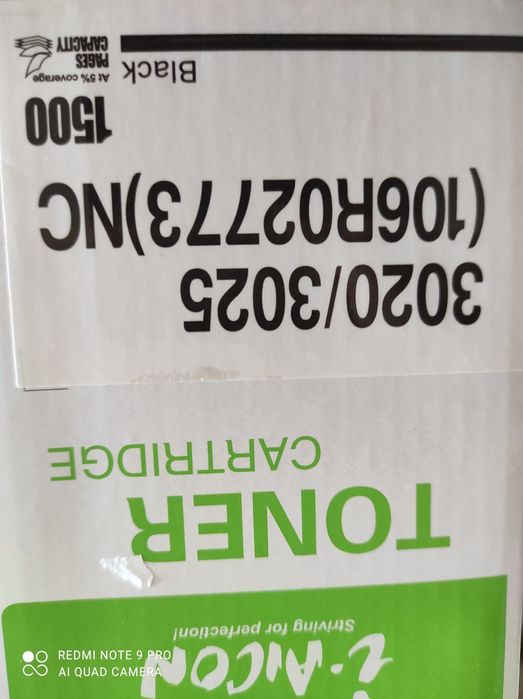 i-AICON
Striving for perfection!
TONER
CARTRIDGE
3020/3025
(106R02773)NC
1500
At 5% coverage
PAGES
CAPACITY
Black
REDMI NOTE 9 PRO
AI QUAD CAMERA